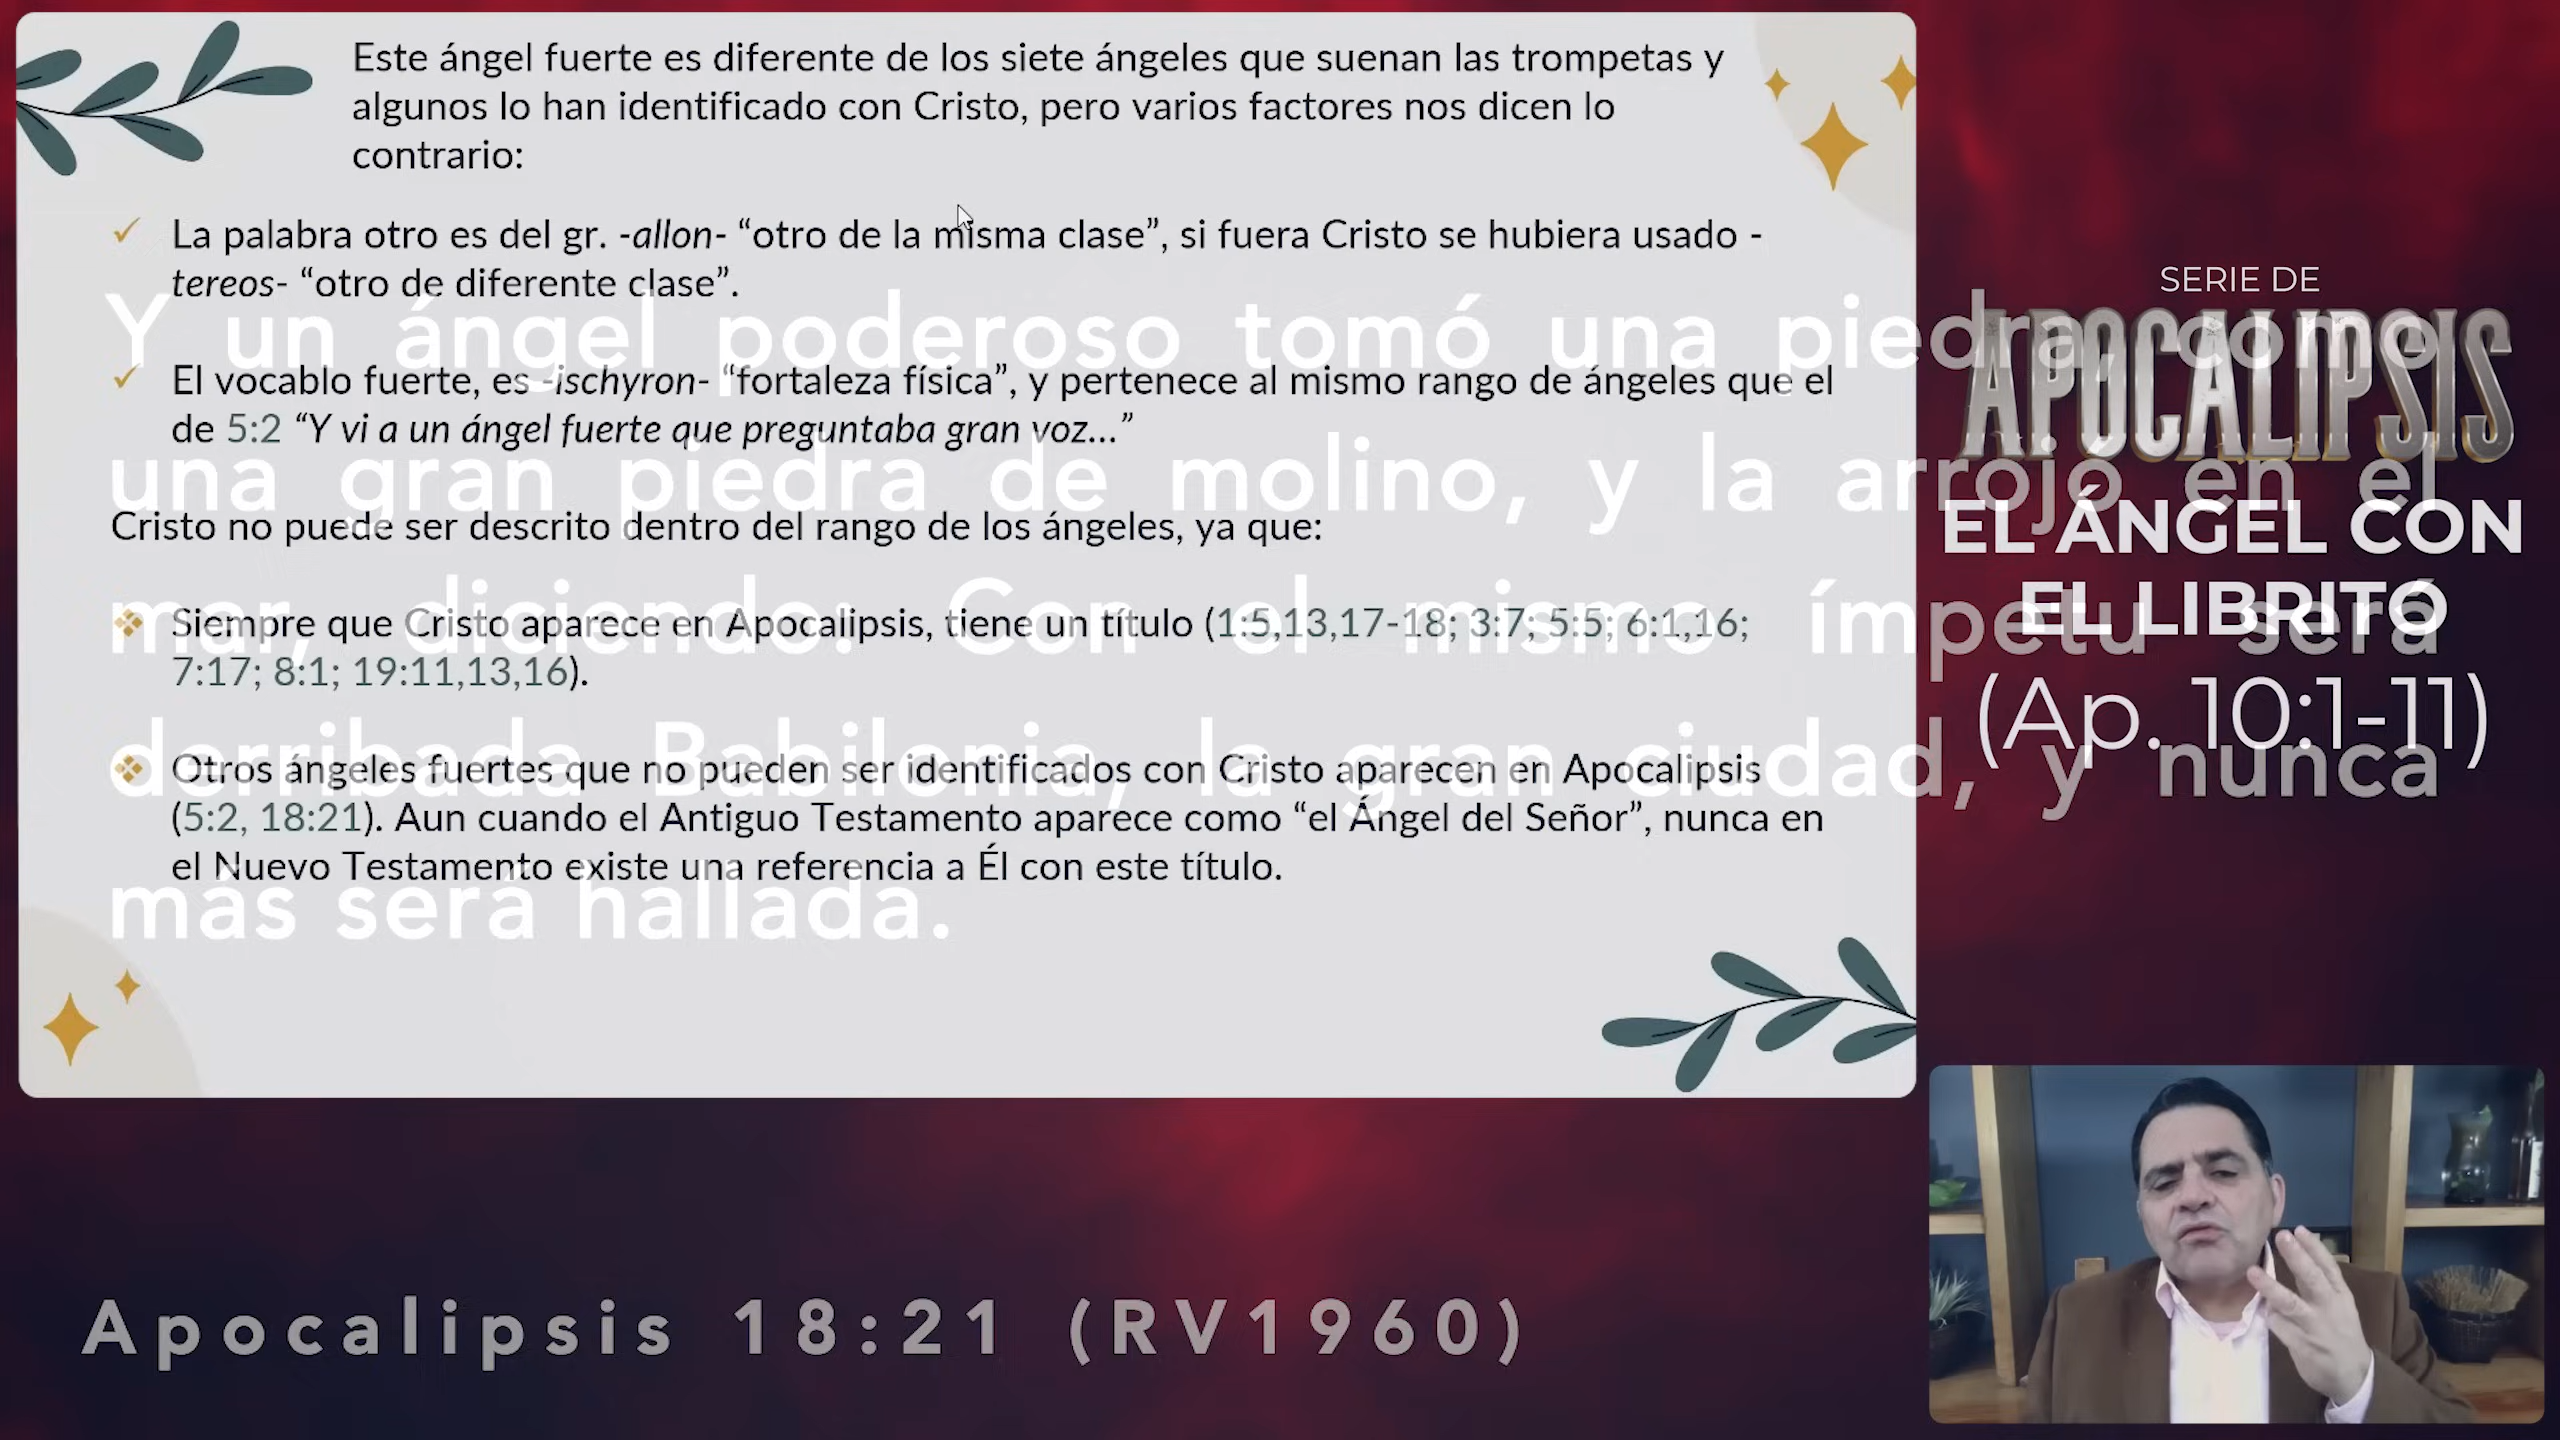 Este ángel fuerte es diferente de los siete ángeles que suenan las trompetas y
algunos lo han identificado con Cristo, pero varios factores nos dicen lo
contrario:
La palabra otro es del gr. -allon- “otro de la misma clase”, si fuera Cristo se hubiera usado -
tereos- “otro de diferente clase”.
El vocablo fuerte, es -ischyron- “fortaleza física”, y pertenece al mismo rango de ángeles que el
de 5:2 “Y vi a un ángel fuerte que preguntaba gran voz...”
Cristo no puede ser descrito dentro del rango de los ángeles, ya que:
Siempre que Cristo aparece en Apocalipsis, tiene un título (1:5,13,17-18; 3:7; 5:5; 6:1,16;
7:17; 8:1; 19:11,13,16).
Otros ángeles fuertes que no pueden ser identificados con Cristo aparecen en Apocalipsis
(5:2, 18:21). Aun cuando el Antiguo Testamento aparece como “el Ángel del Señor”, nunca en
el Nuevo Testamento existe una referencia a Él con este título.
Y un ángel poderoso tomó una piedra, como
una gran piedra de molino, y la arrojó en el
mar, diciendo: Con el mismo ímpetu será
derribada Babilonia, la gran ciudad, y nunca
más será hallada.
SERIE DE
APOCALIPSIS
EL ÁNGEL CON
EL LIBRITO
(Ap. 10:1-11)
Apocalipsis 18:21 (RV1960)